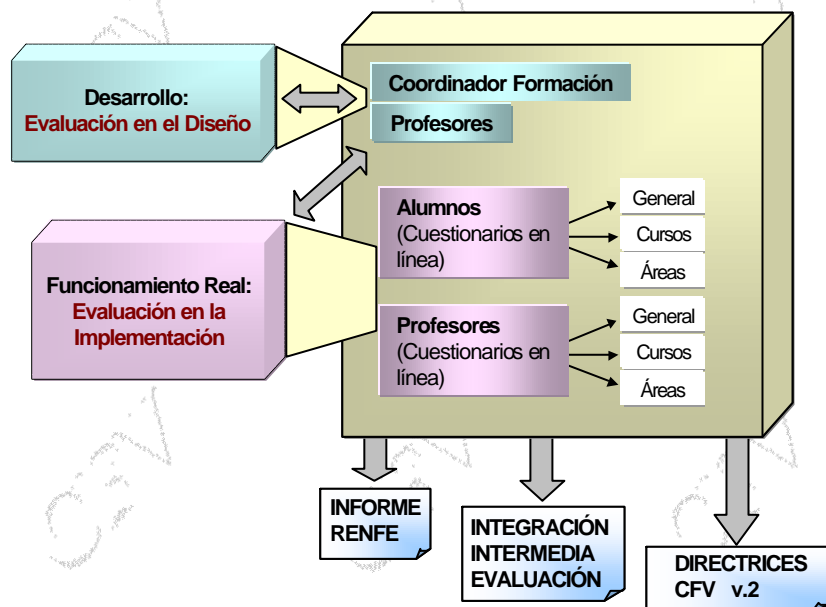 Desarrollo:
Evaluación en el Diseño
Coordinador Formación
Profesores
Funcionamiento Real:
Evaluación en la
Implementación
Alumnos
(Cuestionarios en
línea)
General
Cursos
Áreas
Profesores
(Cuestionarios en
línea)
General
Cursos
Áreas
INFORME
RENFE
INTEGRACIÓN
INTERMEDIA
EVALUACIÓN
DIRECTRICES
CFV v.2